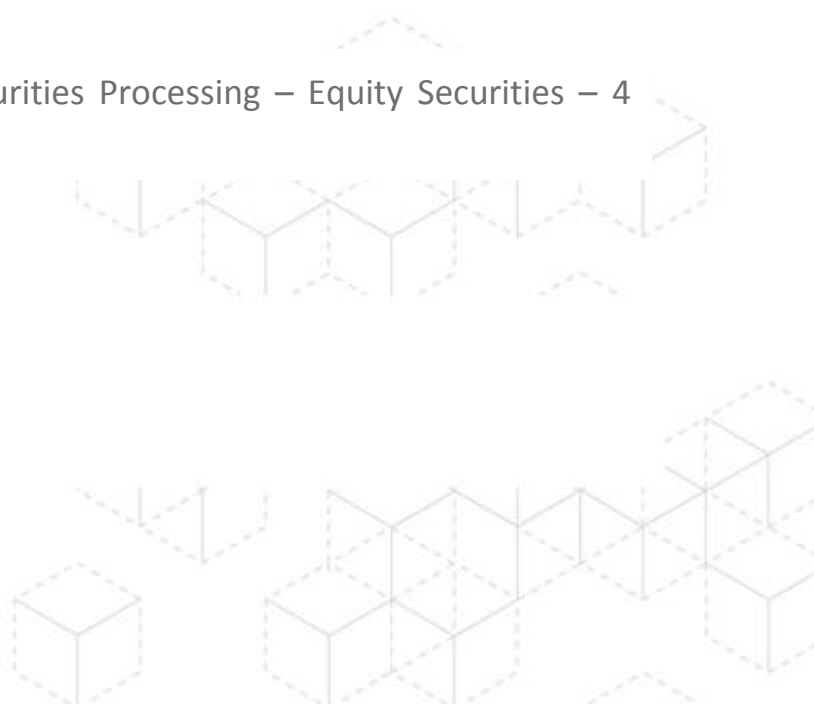 urities Processing – Equity Securities – 4